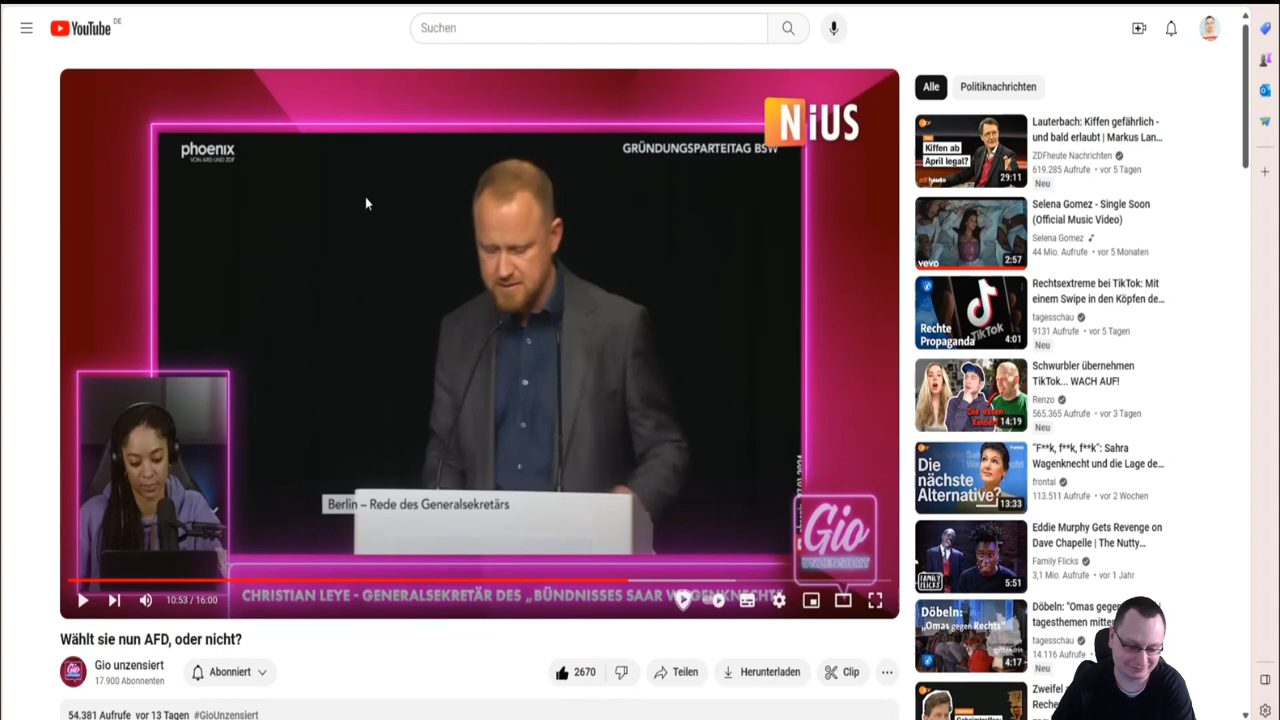 YouTube DE
Suchen
NiUS
phoenix
VON ARD UND ZDF
GRÜNDUNGSPARTEITAG BSW
Berlin – Rede des Generalsekretärs
Gio
UNZENSIERT
CHRISTIAN LEYE - GENERALSEKRETÄR DES „BÜNDNISSES SAAR WAGENKNECHT“
10:53 / 16:00
Wählt sie nun AFD, oder nicht?
Gio unzensiert
17.900 Abonnenten
Abonniert
2670
Teilen
Herunterladen
Clip
54.381 Aufrufe vor 13 Tagen #GioUnzensiert
Alle
Politiknachrichten
Kiffen ab
April legal?
29:11
Lauterbach: Kiffen gefährlich -
und bald erlaubt | Markus Lan...
ZDFheute Nachrichten
619.285 Aufrufe • vor 5 Tagen
Neu
vevo
2:57
Selena Gomez - Single Soon
(Official Music Video)
Selena Gomez
44 Mio. Aufrufe • vor 5 Monaten
TikTok
Rechte
Propaganda
4:01
Rechtsextreme bei TikTok: Mit
einem Swipe in den Köpfen de...
tagesschau
9131 Aufrufe • vor 5 Tagen
Neu
Die essen
Kinder
14:19
Schwurbler übernehmen
TikTok... WACH AUF!
Renzo
565.365 Aufrufe • vor 3 Tagen
Neu
Die
nächste
Alternative?
13:33
"F**k, f**k, f**k": Sahra
Wagenknecht und die Lage de...
frontal
113.511 Aufrufe • vor 2 Wochen
FAMILY
FLICKS
5:51
Eddie Murphy Gets Revenge on
Dave Chapelle | The Nutty...
Family Flicks
3,1 Mio. Aufrufe • vor 1 Jahr
Döbeln:
„Omas gegen Rechts“
4:17
Döbeln: "Omas gegen
tagesthemen mitten
tagesschau
14.116 Aufrufe
Neu
Zweifel